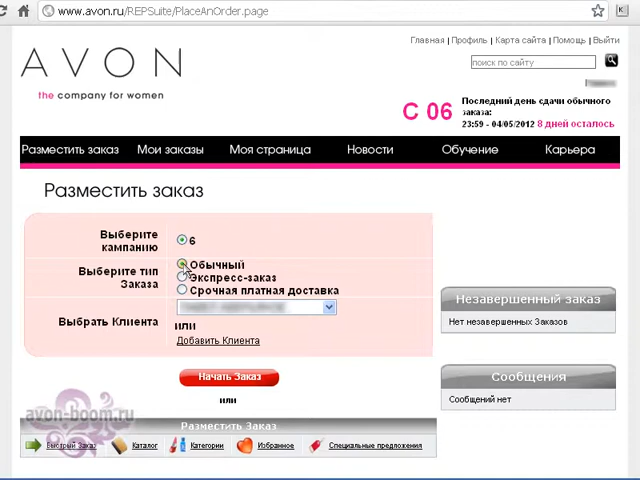 www.avon.ru/REPSuite/PlaceAnOrder.page
Главная | Профиль | Карта сайта | Помощь | Выйти
AVON
the company for women
поиск по сайту
С 06
Последний день сдачи обычного заказа:
23:59 - 04/05/2012 8 дней осталось
Разместить заказ Мои заказы Моя страница Новости Обучение Карьера
Разместить заказ
Выберите кампанию
6
Выберите тип Заказа
Обычный
Экспресс-заказ
Срочная платная доставка
Выбрать Клиента
или
Добавить Клиента
Незавершенный заказ
Нет незавершенных Заказов
Начать Заказ
или
Сообщения
Сообщений нет
avon-boom.ru
Разместить Заказ
Быстрый Заказ Каталог Категории Избранное Специальные предложения